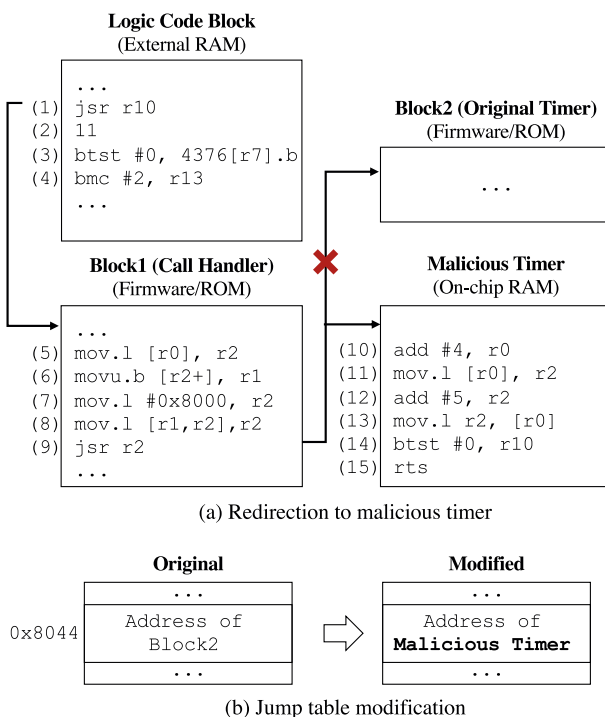 Logic Code Block
(External RAM)
...
(1) jsr r10
(2) 11
(3) btst #0, 4376[r7].b
(4) bmc #2, r13
...
Block2 (Original Timer)
(Firmware/ROM)
...
Block1 (Call Handler)
(Firmware/ROM)
...
(5) mov.l [r0], r2
(6) movu.b [r2+], r1
(7) mov.l #0x8000, r2
(8) mov.l [r1,r2],r2
(9) jsr r2
...
Malicious Timer
(On-chip RAM)
(10) add #4, r0
(11) mov.l [r0], r2
(12) add #5, r2
(13) mov.l r2, [r0]
(14) btst #0, r10
(15) rts
(a) Redirection to malicious timer
Original
...
0x8044
Address of
Block2
...
Modified
...
Address of
Malicious Timer
...
(b) Jump table modification